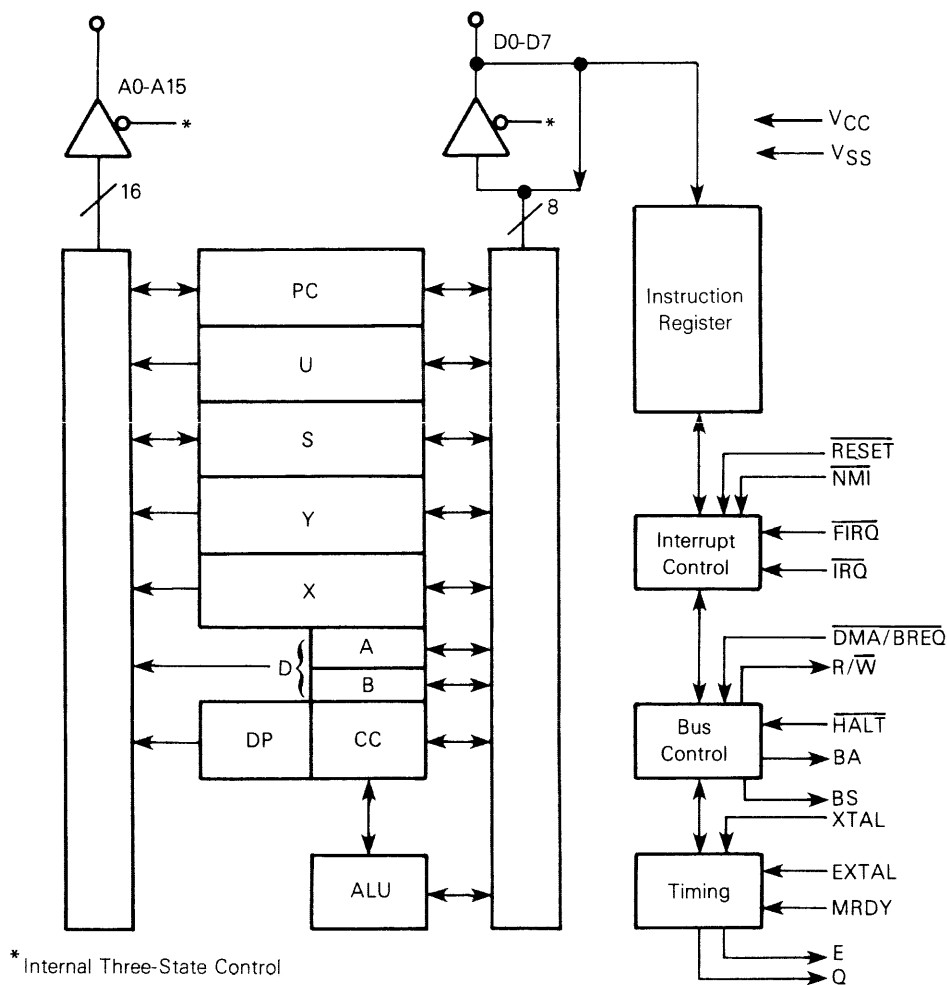 D0-D7
A0-A15
*
*
VCC
VSS
16
8
PC
U
S
Y
X
A
D{
B
DP
CC
ALU
Instruction
Register
RESET
NMI
Interrupt
Control
FIRQ
IRQ
DMA/BREQ
R/W
Bus
Control
HALT
BA
BS
XTAL
Timing
EXTAL
MRDY
E
Q
*Internal Three-State Control